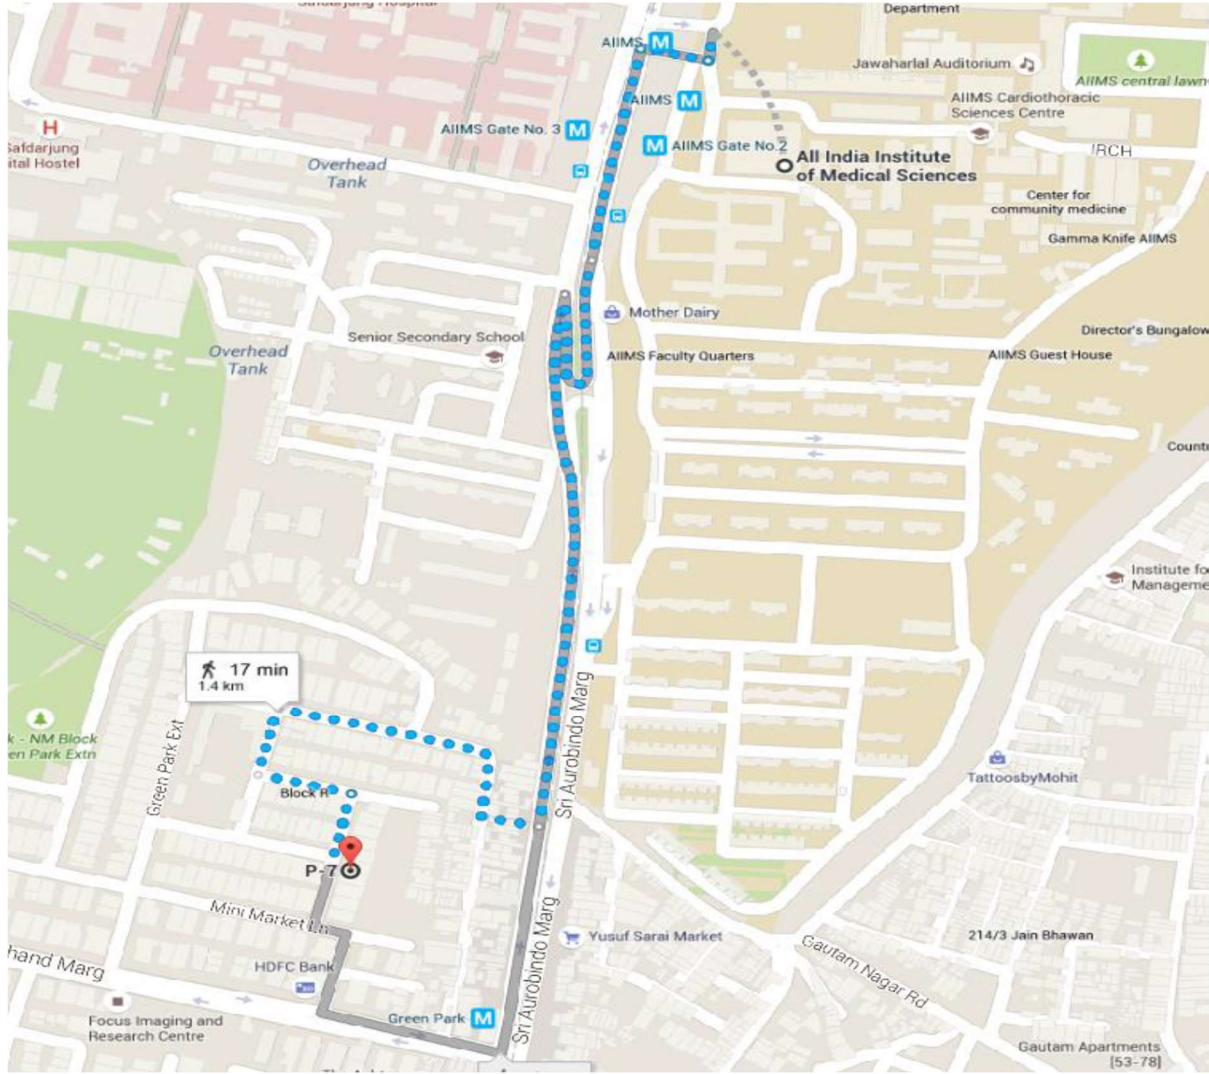 Safdarjung Hospital
Department
AIIMS M
Jawaharlal Auditorium
AIIMS central lawn
AIIMS M
AIIMS Cardiothoracic
Sciences Centre
AIIMS Gate No. 3 M
H
Safdarjung
ital Hostel
M AIIMS Gate No.2
IRCH
All India Institute
of Medical Sciences
Overhead
Tank
Center for
community medicine
Gamma Knife AIIMS
Mother Dairy
Senior Secondary School
Director's Bungalow
Overhead
Tank
AIIMS Faculty Quarters
AIIMS Guest House
Count
Institute fo
Manageme
17 min
1.4 km
Sri Aurobindo Marg
k - NM Block
en Park Extn
Green Park Ext
TattoosbyMohit
Block R
P-7
Mini Market Ln
Sri Aurobindo Marg
Yusuf Sarai Market
214/3 Jain Bhawan
Gautam Nagar Rd
hand Marg
HDFC Bank
Focus Imaging and
Research Centre
Green Park M
Sri Aurobindo Marg
Gautam Apartments
[53-78]